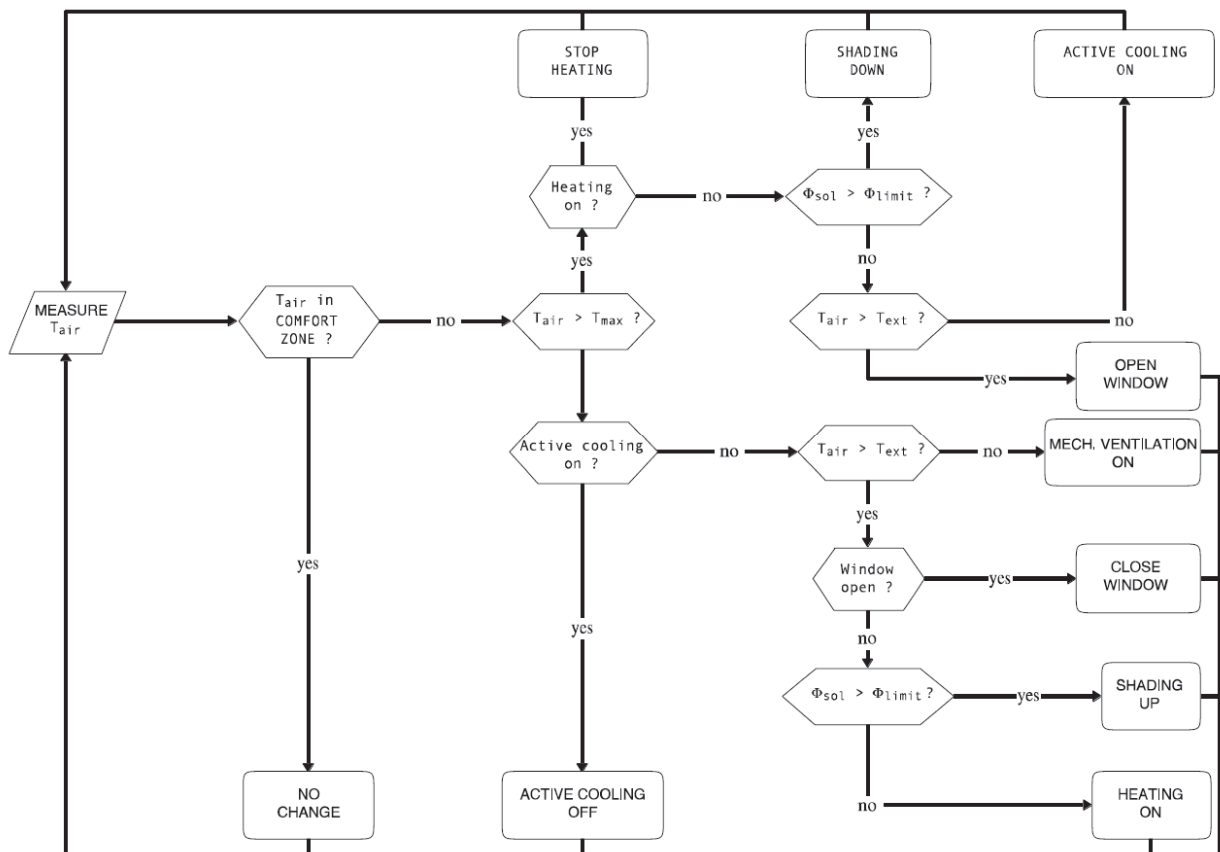 STOP
HEATING
SHADING
DOWN
ACTIVE COOLING
ON
yes
yes
Heating
on ?
no
Φsol > Φlimit ?
yes
no
MEASURE
Tair
Tair in
COMFORT
ZONE ?
no
Tair > Tmax ?
Tair > Text ?
no
yes
OPEN
WINDOW
Active cooling
on ?
no
Tair > Text ?
no
MECH. VENTILATION
ON
yes
yes
Window
open ?
yes
CLOSE
WINDOW
yes
no
Φsol > Φlimit ?
yes
SHADING
UP
NO
CHANGE
ACTIVE COOLING
OFF
no
HEATING
ON